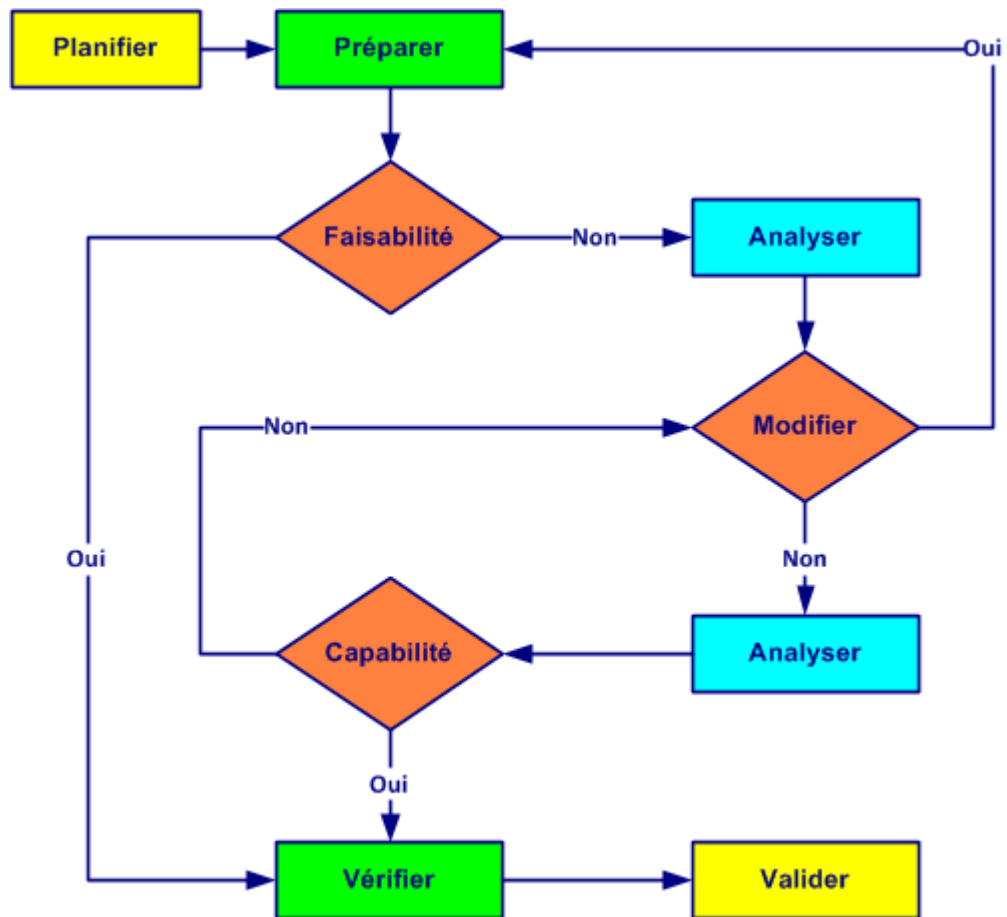 Planifier
Préparer
Oui
Faisabilité
Non
Analyser
Non
Modifier
Oui
Non
Capabilité
Analyser
Oui
Vérifier
Valider